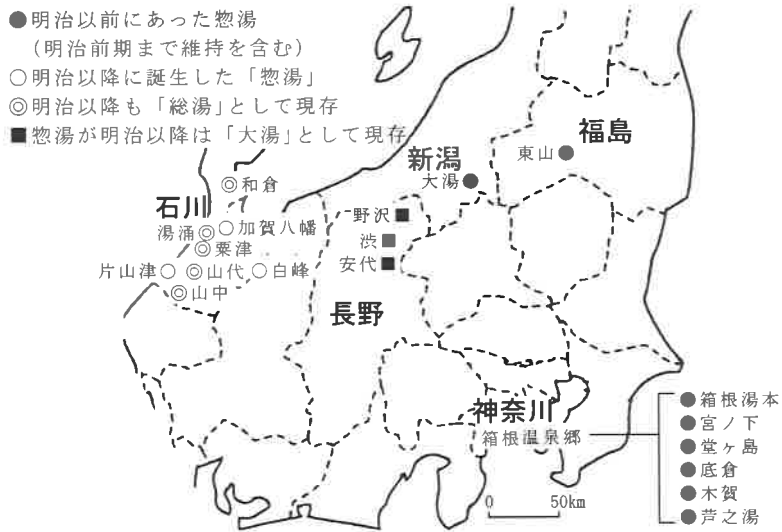 ●明治以前にあった惣湯
(明治前期まで維持を含む)
○明治以降に誕生した「惣湯」
◎明治以降も「総湯」として現存
■惣湯が明治以降は「大湯」として現存
福島
東山●
新潟
大湯●
◎和倉
石川
野沢■
湯涌◎○加賀八幡
渋■
◎粟津
安代■
片山津○ ◎山代 ○白峰
◎山中
長野
神奈川
箱根温泉郷
●箱根湯本
●宮ノ下
●堂ヶ島
●底倉
●木賀
●芦之湯
0 50km